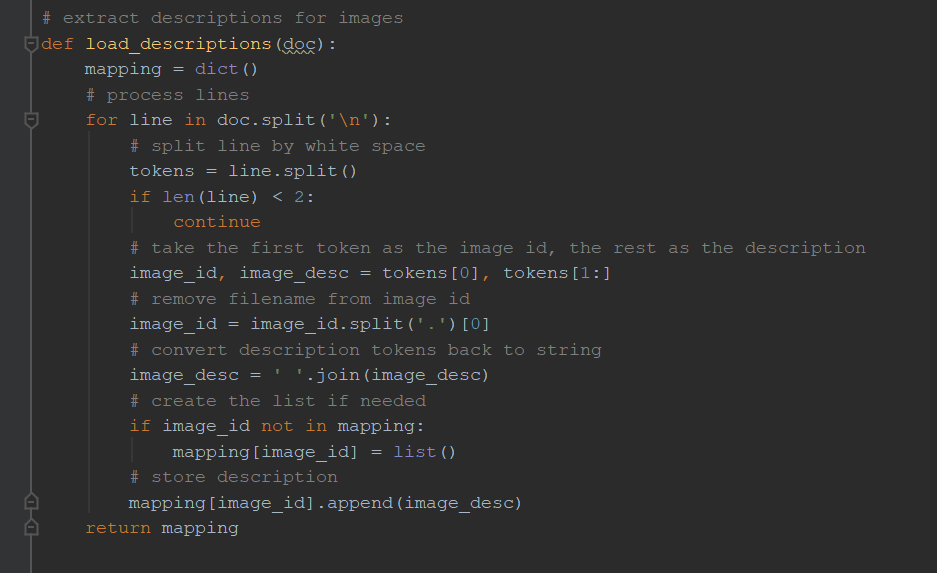 # extract descriptions for images
def load_descriptions(doc):
    mapping = dict()
    # process lines
    for line in doc.split('\n'):
        # split line by white space
        tokens = line.split()
        if len(line) < 2:
            continue
        # take the first token as the image id, the rest as the description
        image_id, image_desc = tokens[0], tokens[1:]
        # remove filename from image id
        image_id = image_id.split('.')[0]
        # convert description tokens back to string
        image_desc = ' '.join(image_desc)
        # create the list if needed
        if image_id not in mapping:
            mapping[image_id] = list()
        # store description
        mapping[image_id].append(image_desc)
    return mapping